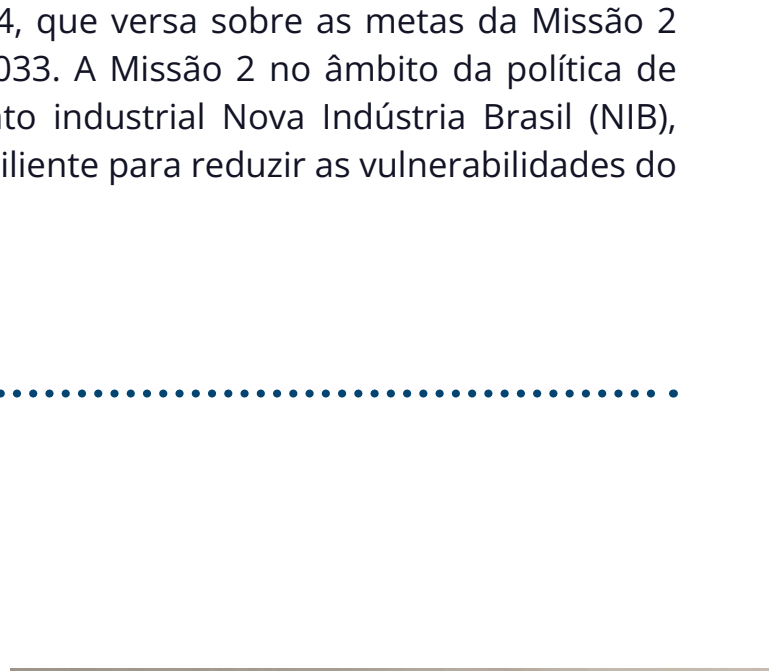 4, que versa sobre as metas da Missão 2
033. A Missão 2 no âmbito da política de
nto industrial Nova Indústria Brasil (NIB),
iliente para reduzir as vulnerabilidades do